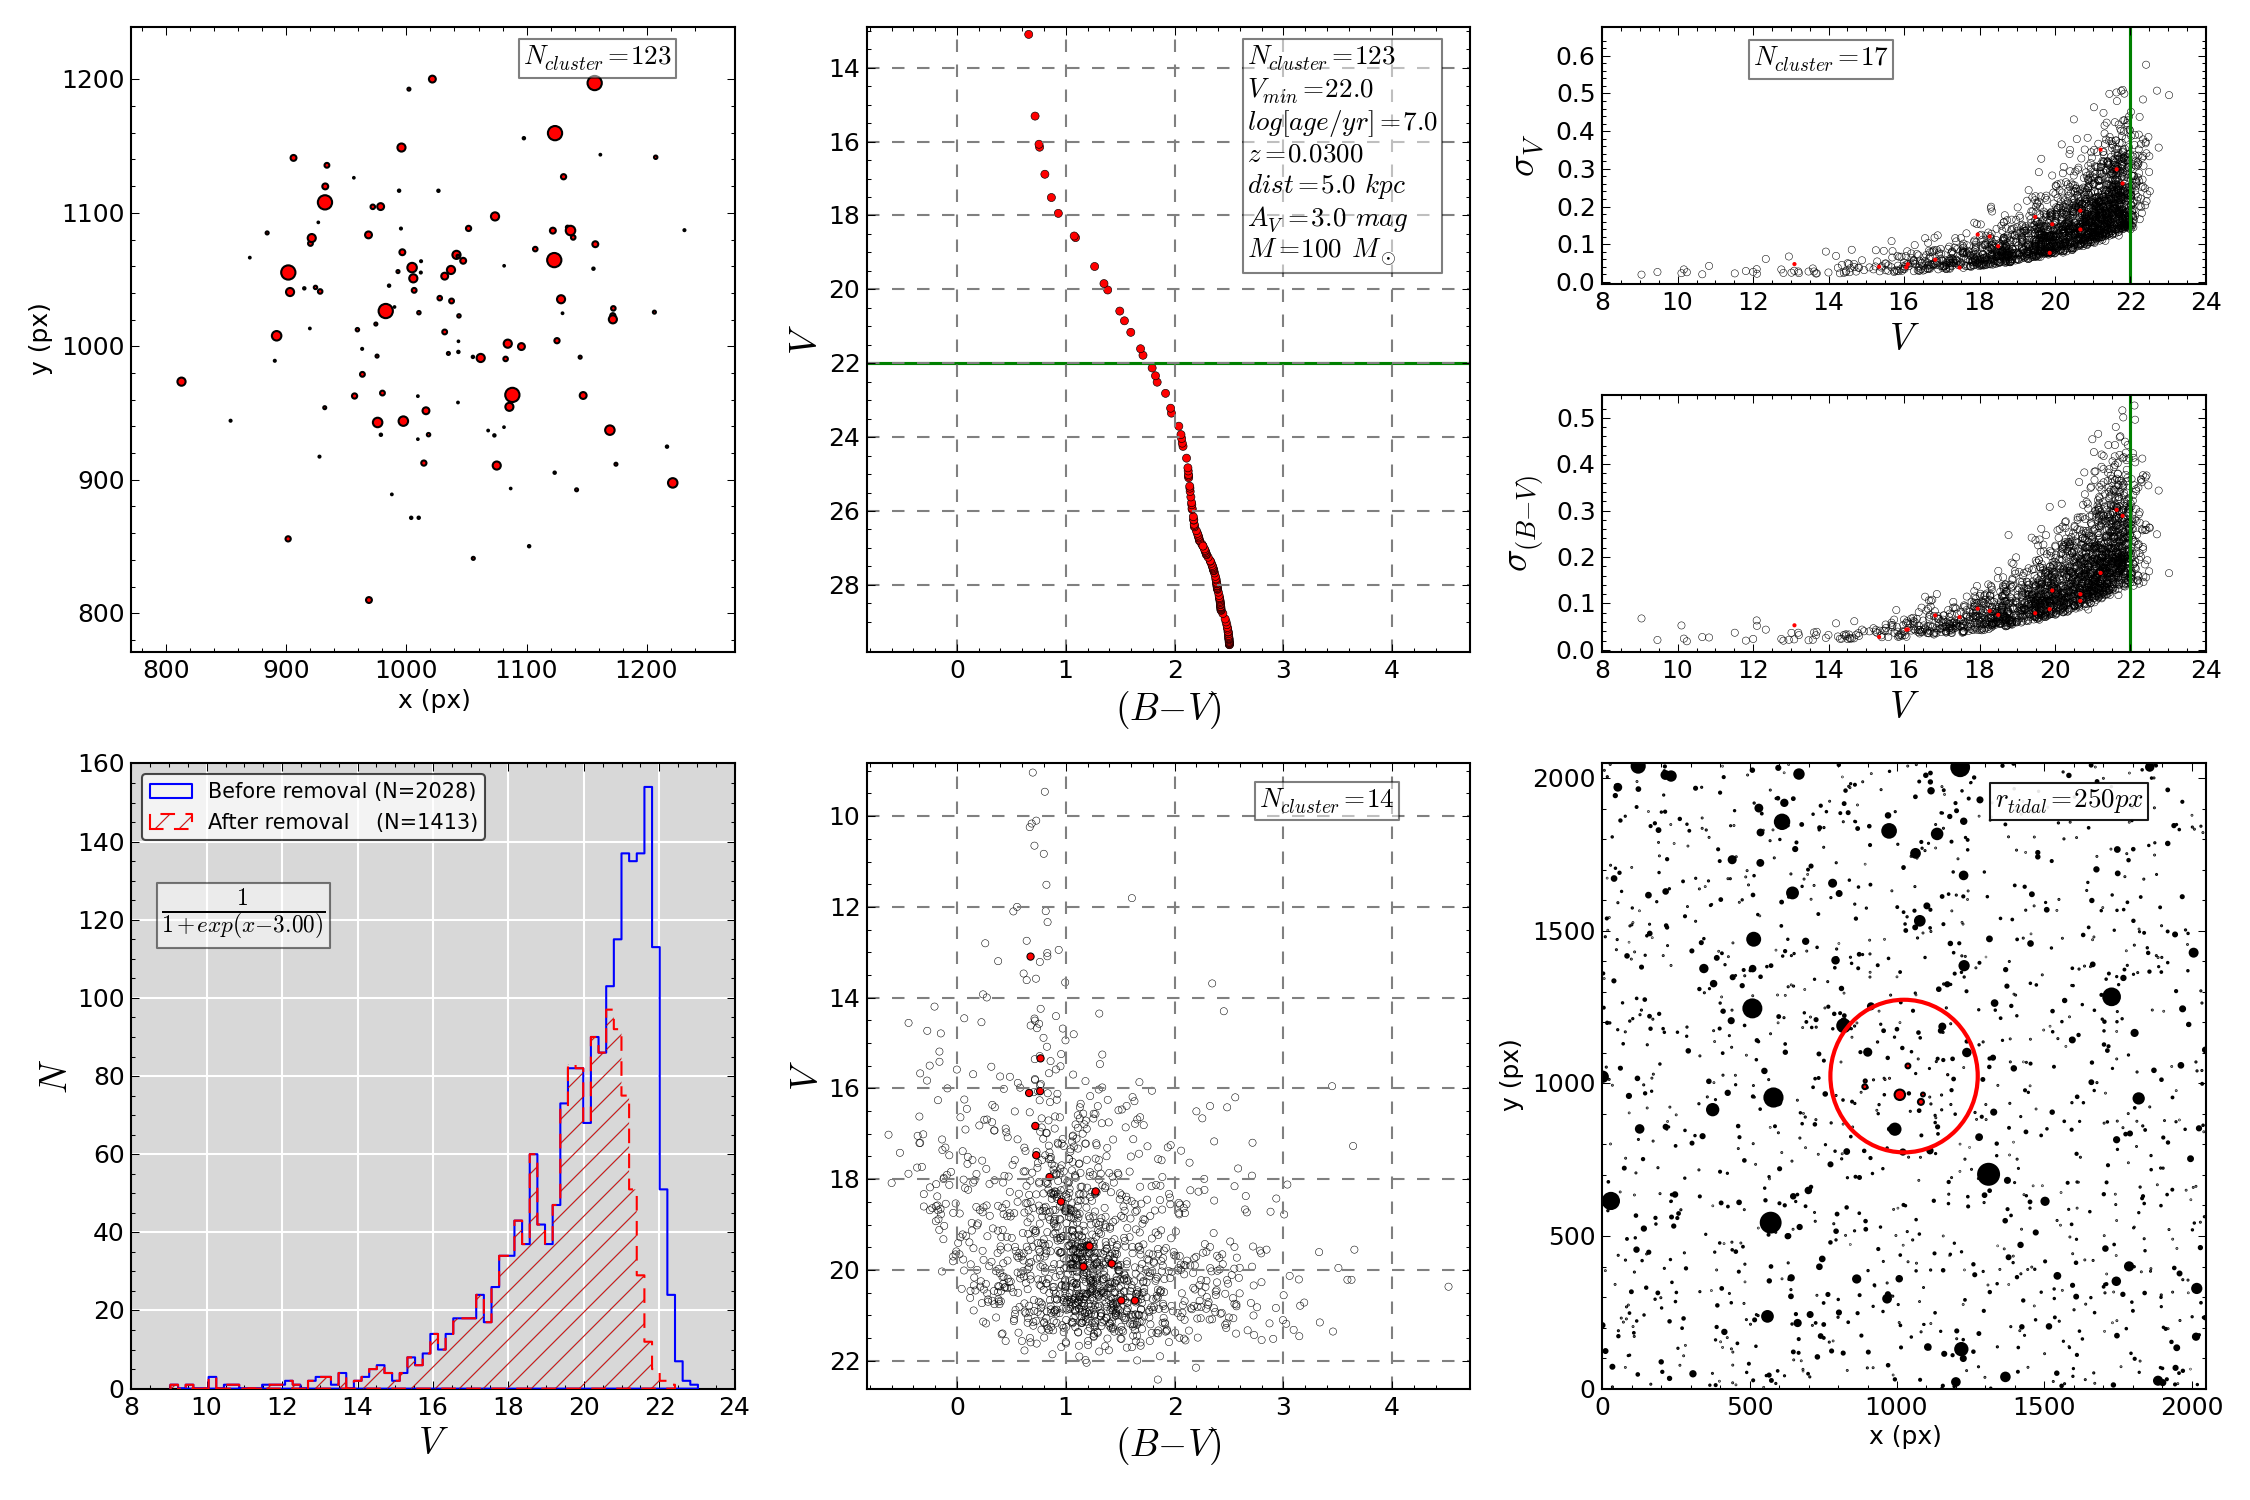 N_cluster=123
1200
1100
1000
900
800
y (px)
800 900 1000 1100 1200
x (px)
N_cluster=123
V_min=22.0
log[age/yr]=7.0
z=0.0300
dist=5.0 kpc
A_V=3.0 mag
M=100 M_⊙
14
16
18
20
22
24
26
28
V
0 1 2 3 4
(B−V)
N_cluster=17
0.6
0.5
0.4
0.3
0.2
0.1
0.0
σ_V
8 10 12 14 16 18 20 22 24
V
0.5
0.4
0.3
0.2
0.1
0.0
σ_(B−V)
8 10 12 14 16 18 20 22 24
V
Before removal (N=2028)
After removal (N=1413)
1
1+exp(x−3.00)
160
140
120
100
80
60
40
20
0
N
8 10 12 14 16 18 20 22 24
V
N_cluster=14
10
12
14
16
18
20
22
V
0 1 2 3 4
(B−V)
r_tidal=250px
2000
1500
1000
500
0
y (px)
0 500 1000 1500 2000
x (px)